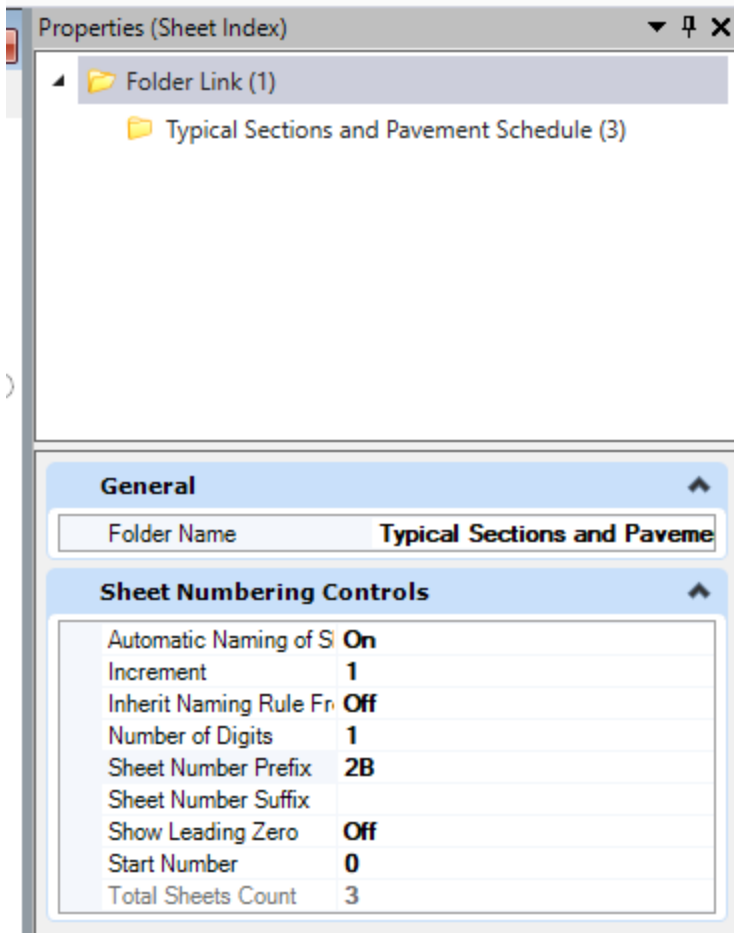 Properties (Sheet Index)
Folder Link (1)
Typical Sections and Pavement Schedule (3)
General
Folder Name Typical Sections and Paveme
Sheet Numbering Controls
Automatic Naming of S On
Increment 1
Inherit Naming Rule Fr Off
Number of Digits 1
Sheet Number Prefix 2B
Sheet Number Suffix
Show Leading Zero Off
Start Number 0
Total Sheets Count 3